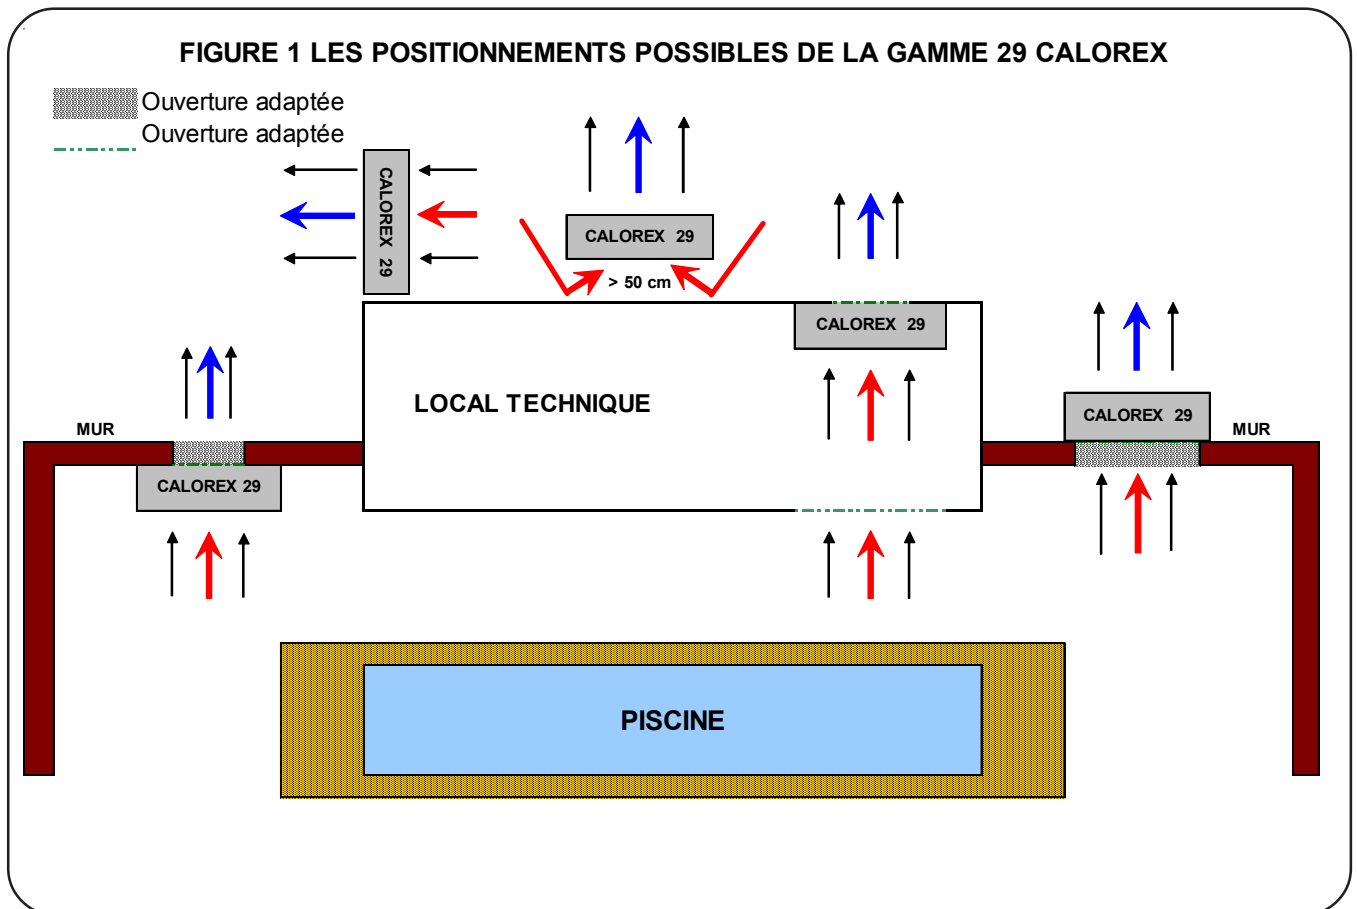 FIGURE 1 LES POSITIONNEMENTS POSSIBLES DE LA GAMME 29 CALOREX
Ouverture adaptée
Ouverture adaptée
CALOREX 29
CALOREX 29
> 50 cm
CALOREX 29
LOCAL TECHNIQUE
CALOREX 29
MUR
MUR
CALOREX 29
PISCINE